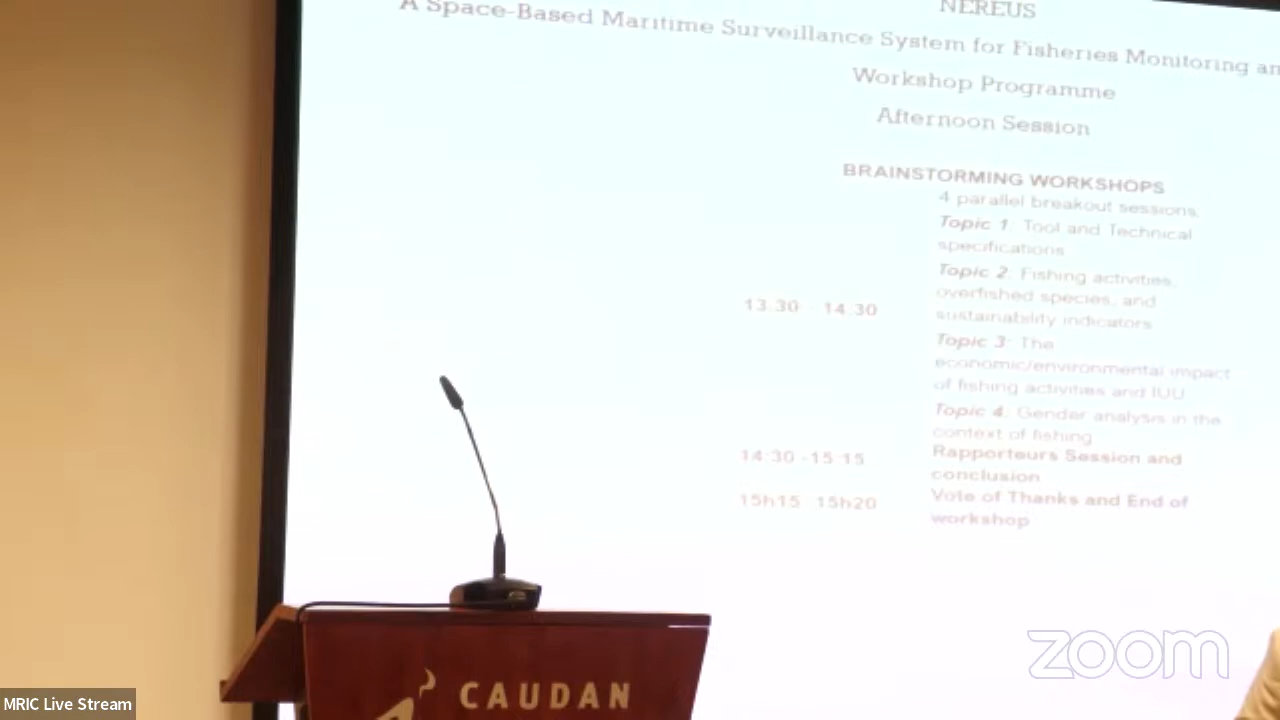 NEREUS
A Space-Based Maritime Surveillance System for Fisheries Monitoring an
Workshop Programme
Afternoon Session
BRAINSTORMING WORKSHOPS
4 parallel breakout sessions.
Topic 1: Tool and Technical
specifications
Topic 2: Fishing activities,
overfished species, and
13.30 - 14.30
sustainability indicators
Topic 3: The
economic/environmental impact
of fishing activities and IUU
Topic 4: Gender analysis in the
context of fishing
14:30 -15:15 Rapporteurs Session and
conclusion
15h15 15h20 Vote of Thanks and End of
workshop
CAUDAN
zoom
MRIC Live Stream